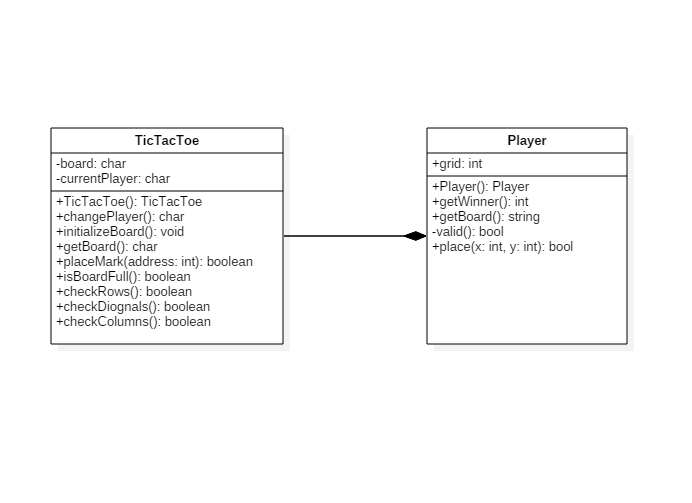 TicTacToe
-board: char
-currentPlayer: char
+TicTacToe(): TicTacToe
+changePlayer(): char
+initializeBoard(): void
+getBoard(): char
+placeMark(address: int): boolean
+isBoardFull(): boolean
+checkRows(): boolean
+checkDiognals(): boolean
+checkColumns(): boolean
Player
+grid: int
+Player(): Player
+getWinner(): int
+getBoard(): string
-valid(): bool
+place(x: int, y: int): bool